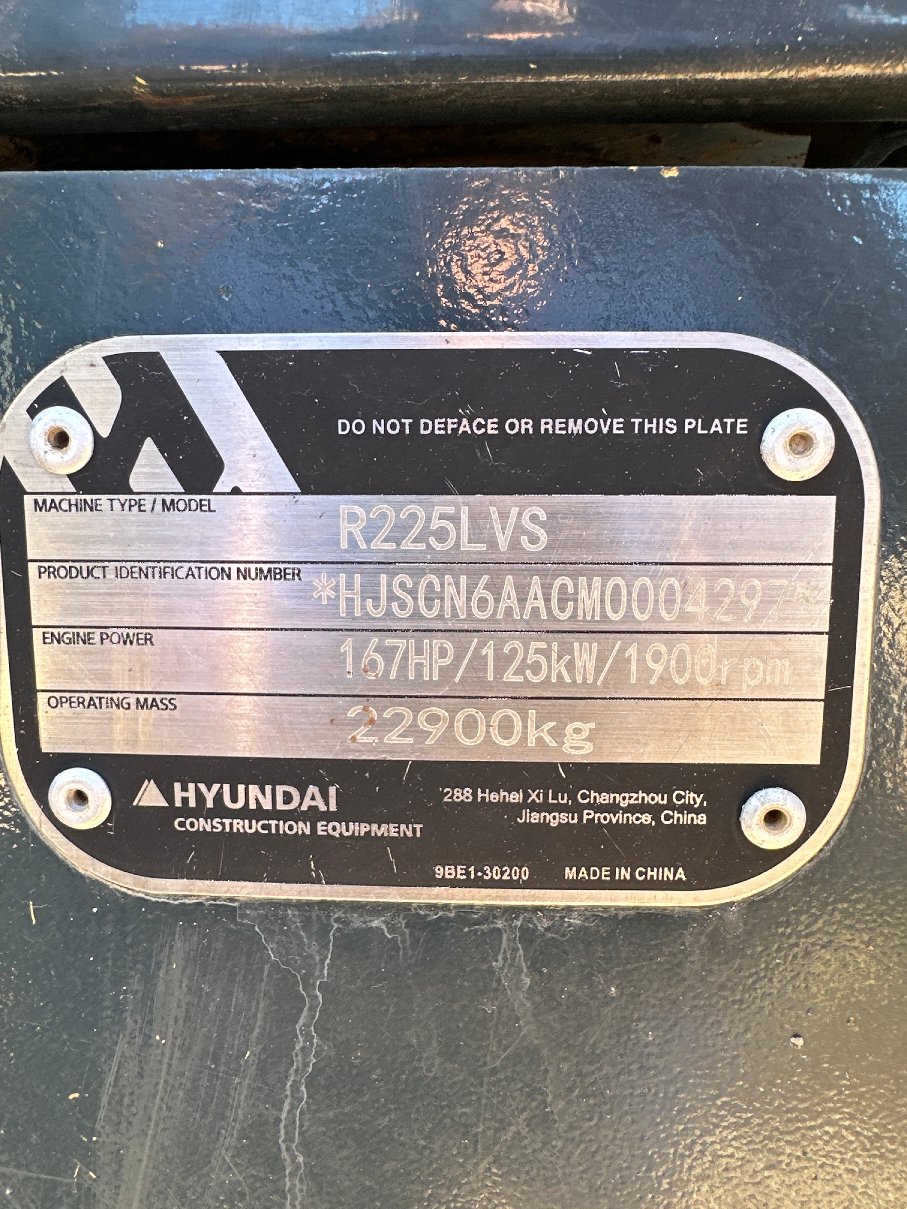 DO NOT DEFACE OR REMOVE THIS PLATE
MACHINE TYPE / MODEL R225LVS
PRODUCT IDENTIFICATION NUMBER *HJSCN6AACM0004297*
ENGINE POWER 167HP/125kW/1900rpm
OPERATING MASS 22900kg
HYUNDAI
CONSTRUCTION EQUIPMENT
288 Hehai Xi Lu, Changzhou City,
Jiangsu Province, China
9BE1-30200 MADE IN CHINA